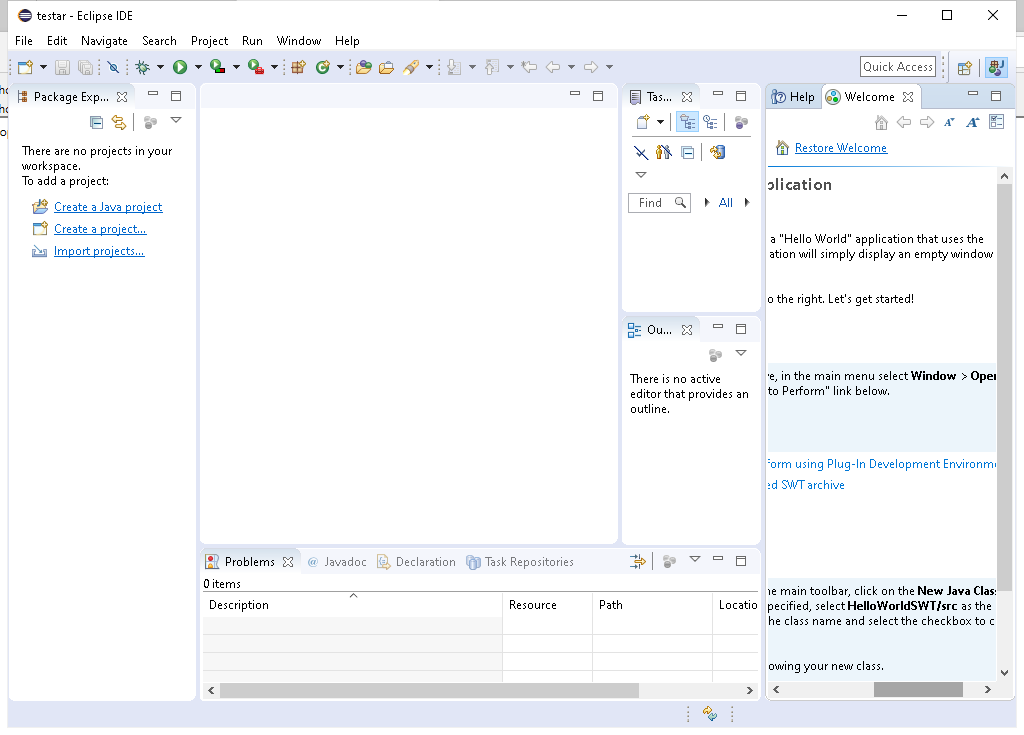 testar - Eclipse IDE
File Edit Navigate Search Project Run Window Help
Quick Access
Package Exp...
There are no projects in your
workspace.
To add a project:
Create a Java project
Create a project...
Import projects...
Tas...
Find
All
Ou...
There is no active
editor that provides an
outline.
Help Welcome
Restore Welcome
plication
a "Hello World" application that uses the
ation will simply display an empty window
o the right. Let's get started!
e, in the main menu select Window > Open
to Perform" link below.
form using Plug-In Development Environme
ed SWT archive
he main toolbar, click on the New Java Clas
pecified, select HelloWorldSWT/src as the
he class name and select the checkbox to c
owing your new class.
Problems @ Javadoc Declaration Task Repositories
0 items
Description Resource Path Locatio